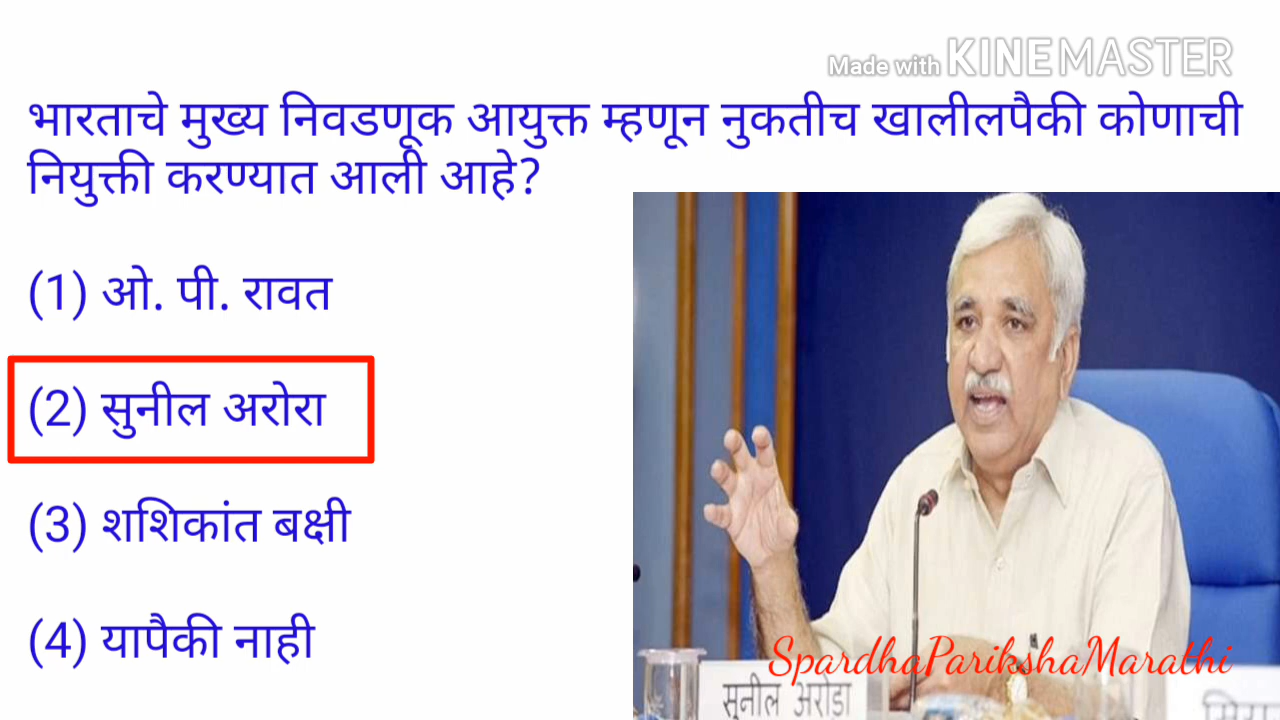 Made with KINEMASTER
भारताचे मुख्य निवडणूक आयुक्त म्हणून नुकतीच खालीलपैकी कोणाची
नियुक्ती करण्यात आली आहे?
(1) ओ. पी. रावत
(2) सुनील अरोरा
(3) शशिकांत बक्षी
(4) यापैकी नाही
SpardhaParikshaMarathi
सुनील अरोड़ा